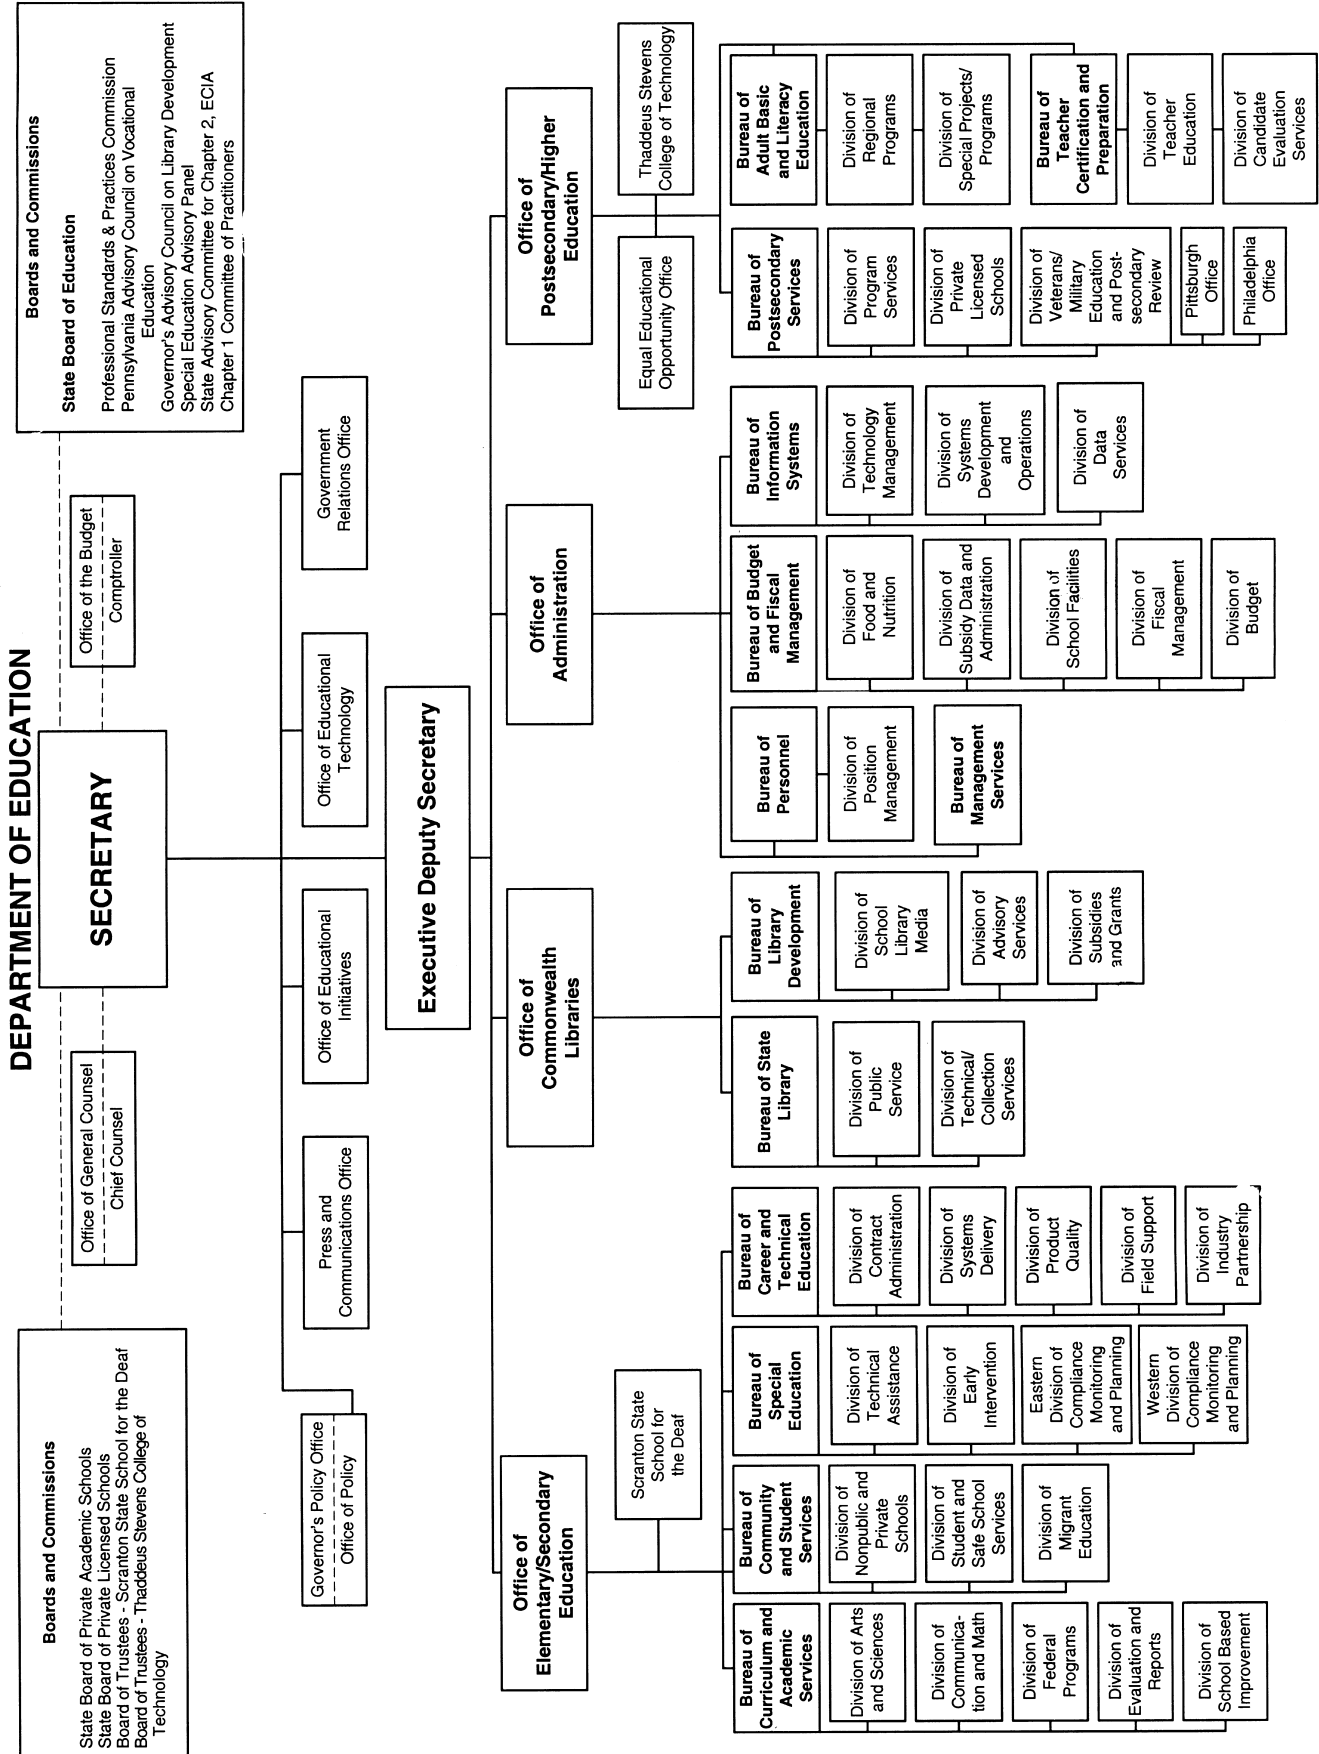 DEPARTMENT OF EDUCATION
Boards and Commissions
State Board of Private Academic Schools
State Board of Private Licensed Schools
Board of Trustees - Scranton State School for the Deaf
Board of Trustees - Thaddeus Stevens College of
Technology
Office of General Counsel
Chief Counsel
SECRETARY
Office of the Budget
Comptroller
Boards and Commissions
State Board of Education
Professional Standards & Practices Commission
Pennsylvania Advisory Council on Vocational
Education
Governor's Advisory Council on Library Development
Special Education Advisory Panel
State Advisory Committee for Chapter 2, ECIA
Chapter 1 Committee of Practitioners
Governor's Policy Office
Office of Policy
Press and
Communications Office
Office of Educational
Initiatives
Office of Educational
Technology
Government
Relations Office
Executive Deputy Secretary
Office of
Elementary/Secondary
Education
Office of
Commonwealth
Libraries
Office of
Administration
Office of
Postsecondary/Higher
Education
Scranton State
School for
the Deaf
Equal Educational
Opportunity Office
Thaddeus Stevens
College of Technology
Bureau of
Curriculum and
Academic
Services
Division of Arts
and Sciences
Division of
Communica-
tion and Math
Division of
Federal
Programs
Division of
Evaluation and
Reports
Division of
School Based
Improvement
Bureau of
Community
and Student
Services
Division of
Nonpublic and
Private
Schools
Division of
Student and
Safe School
Services
Division of
Migrant
Education
Bureau of
Special
Education
Division of
Technical
Assistance
Division of
Early
Intervention
Eastern
Division of
Compliance
Monitoring
and Planning
Western
Division of
Compliance
Monitoring
and Planning
Bureau of
Career and
Technical
Education
Division of
Contract
Administration
Division of
Systems
Delivery
Division of
Product
Quality
Division of
Field Support
Division of
Industry
Partnership
Bureau of State
Library
Division of
Public
Service
Division of
Technical/
Collection
Services
Bureau of
Library
Development
Division of
School
Library
Media
Division of
Advisory
Services
Division of
Subsidies
and Grants
Bureau of
Personnel
Division of
Position
Management
Bureau of
Management
Services
Bureau of Budget
and Fiscal
Management
Division of
Food and
Nutrition
Division of
Subsidy Data and
Administration
Division of
School Facilities
Division of
Fiscal
Management
Division of
Budget
Bureau of
Information
Systems
Division of
Technology
Management
Division of
Systems
Development
and
Operations
Division of
Data
Services
Bureau of
Postsecondary
Services
Division of
Program
Services
Division of
Private
Licensed
Schools
Division of
Veterans/
Military
Education
and Post-
secondary
Review
Pittsburgh
Office
Philadelphia
Office
Bureau of
Adult Basic
and Literacy
Education
Division of
Regional
Programs
Division of
Special Projects/
Programs
Bureau of
Teacher
Certification and
Preparation
Division of
Teacher
Education
Division of
Candidate
Evaluation
Services